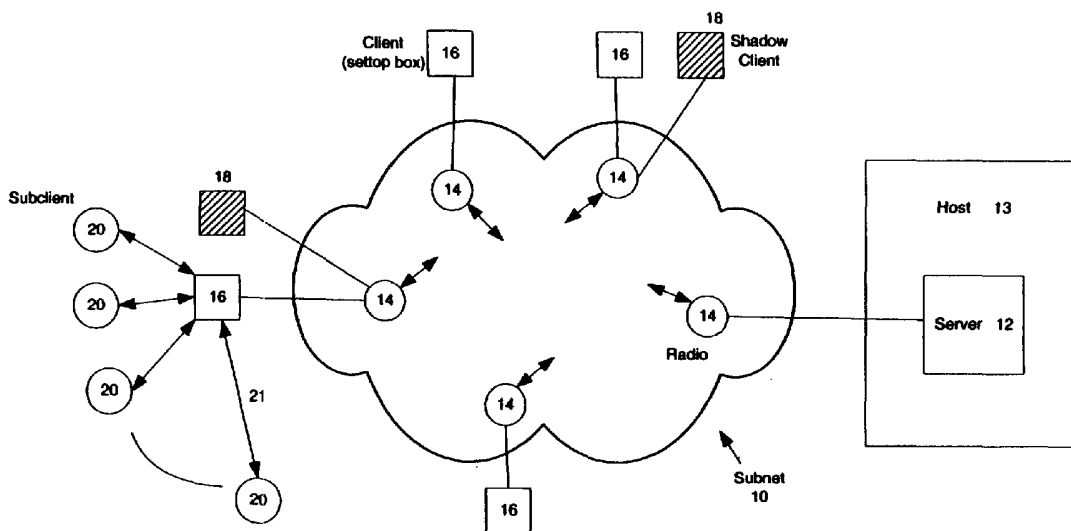 18
Shadow
Client
Client
(settop box)
16
16
14
14
18
Subclient
20
20
20
20
16
21
14
14
Radio
14
16
Host 13
Server 12
Subnet
10